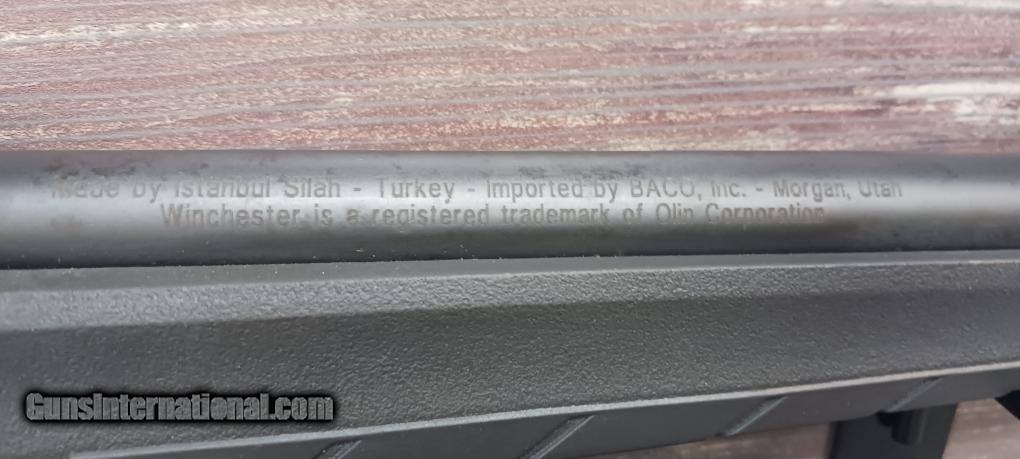 Made by Istanbul Silah - Turkey - Imported by BACO, Inc. - Morgan, Utah
Winchester is a registered trademark of Olin Corporation
GunsInternational.com